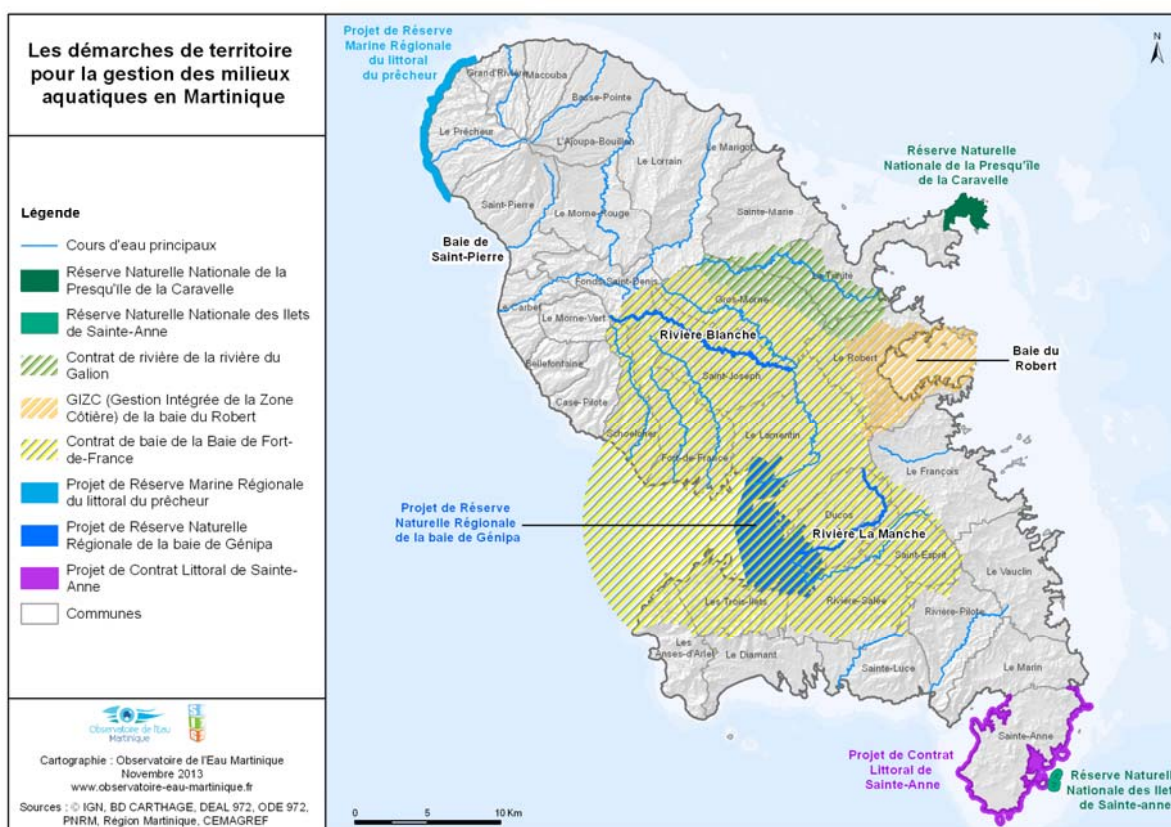 Les démarches de territoire
pour la gestion des milieux
aquatiques en Martinique
Légende
Cours d'eau principaux
Réserve Naturelle Nationale de la
Presqu'île de la Caravelle
Réserve Naturelle Nationale des Ilets
de Sainte-Anne
Contrat de rivière de la rivière du
Galion
GIZC (Gestion Intégrée de la Zone
Côtière) de la baie du Robert
Contrat de baie de la Baie de Fort-
de-France
Projet de Réserve Marine Régionale
du littoral du prêcheur
Projet de Réserve Naturelle
Régionale de la baie de Génipa
Projet de Contrat Littoral de Sainte-
Anne
Communes
Observatoire de l'Eau
Martinique
Cartographie : Observatoire de l'Eau Martinique
Novembre 2013
www.observatoire-eau-martinique.fr
Sources : © IGN, BD CARTHAGE, DEAL 972, ODE 972,
PNRM, Région Martinique, CEMAGREF
Projet de Réserve
Marine Régionale
du littoral
du prêcheur
N
Grand'Rivière
Macouba
Basse-Pointe
Le Prêcheur
L'Ajoupa-Bouillon
Le Lorrain
Le Marigot
Réserve Naturelle
Nationale de la Presqu'île
de la Caravelle
Saint-Pierre
Le Morne-Rouge
Sainte-Marie
Baie de
Saint-Pierre
Fonds-Saint-Denis
La Trinité
Gros-Morne
Le Carbet
Le Morne-Vert
Rivière Blanche
Le Robert
Baie du
Robert
Bellefontaine
Saint-Joseph
Case-Pilote
Schoelcher
Fort-de-France
Le Lamentin
Le François
Projet de Réserve
Naturelle Régionale
de la baie de Génipa
Ducos
Rivière La Manche
Saint-Esprit
Le Vauclin
Les Trois-Ilets
Rivière-Salée
Rivière-Pilote
Les
Anses-d'Arlet
Le Diamant
Sainte-Luce
Le Marin
Sainte-Anne
Projet de Contrat
Littoral de
Sainte-Anne
Réserve Naturelle
Nationale des Ilets
de Sainte-anne
0 5 10 Km